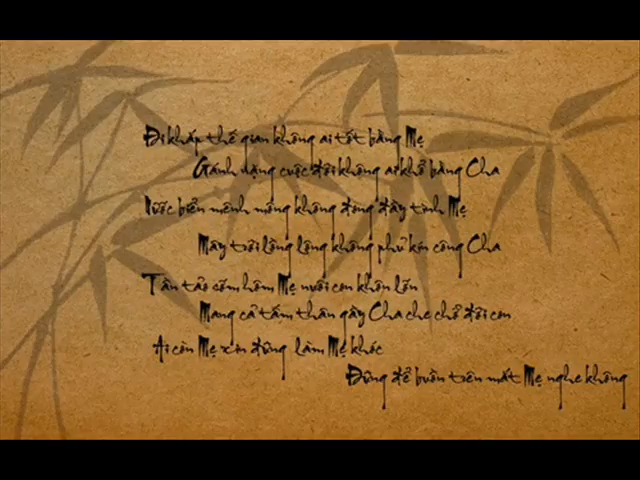 Đi khắp thế gian không ai tốt bằng Mẹ
Gánh nặng cuộc đời không ai khổ bằng Cha
Nước biển mênh mông không đong đầy tình Mẹ
Mây trời lồng lộng không phủ kín công Cha
Tần tảo sớm hôm Mẹ nuôi con khôn lớn
Mang cả tấm thân gầy Cha che chở đời con
Ai còn Mẹ xin đừng làm Mẹ khóc
Đừng để buồn trên mắt Mẹ nghe không